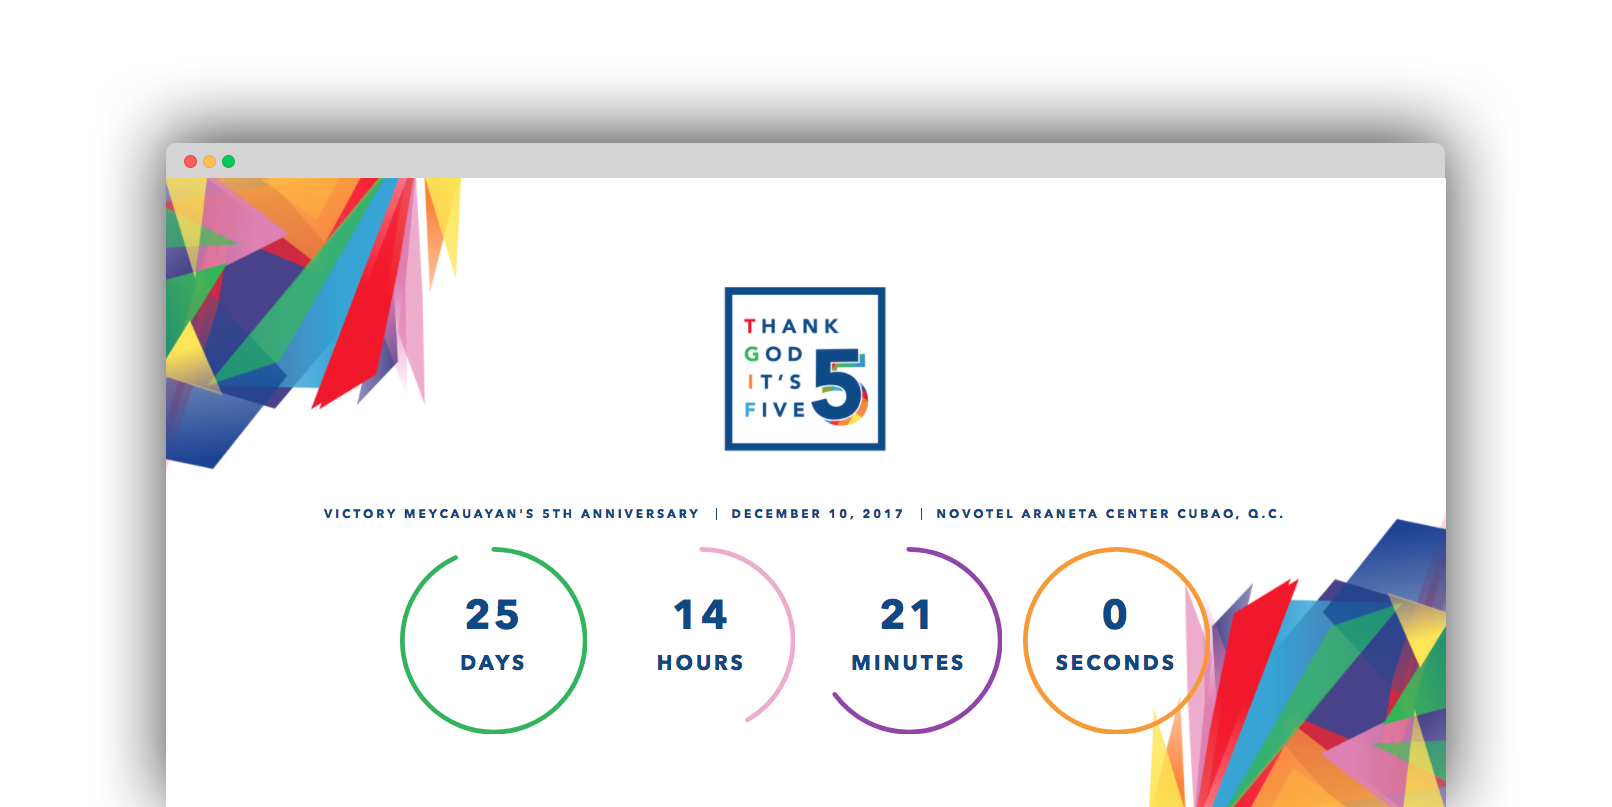 THANK
GOD
IT'S
FIVE
5
VICTORY MEYCAUAYAN'S 5TH ANNIVERSARY | DECEMBER 10, 2017 | NOVOTEL ARANETA CENTER CUBAO, Q.C.
25 14 21 0
DAYS HOURS MINUTES SECONDS